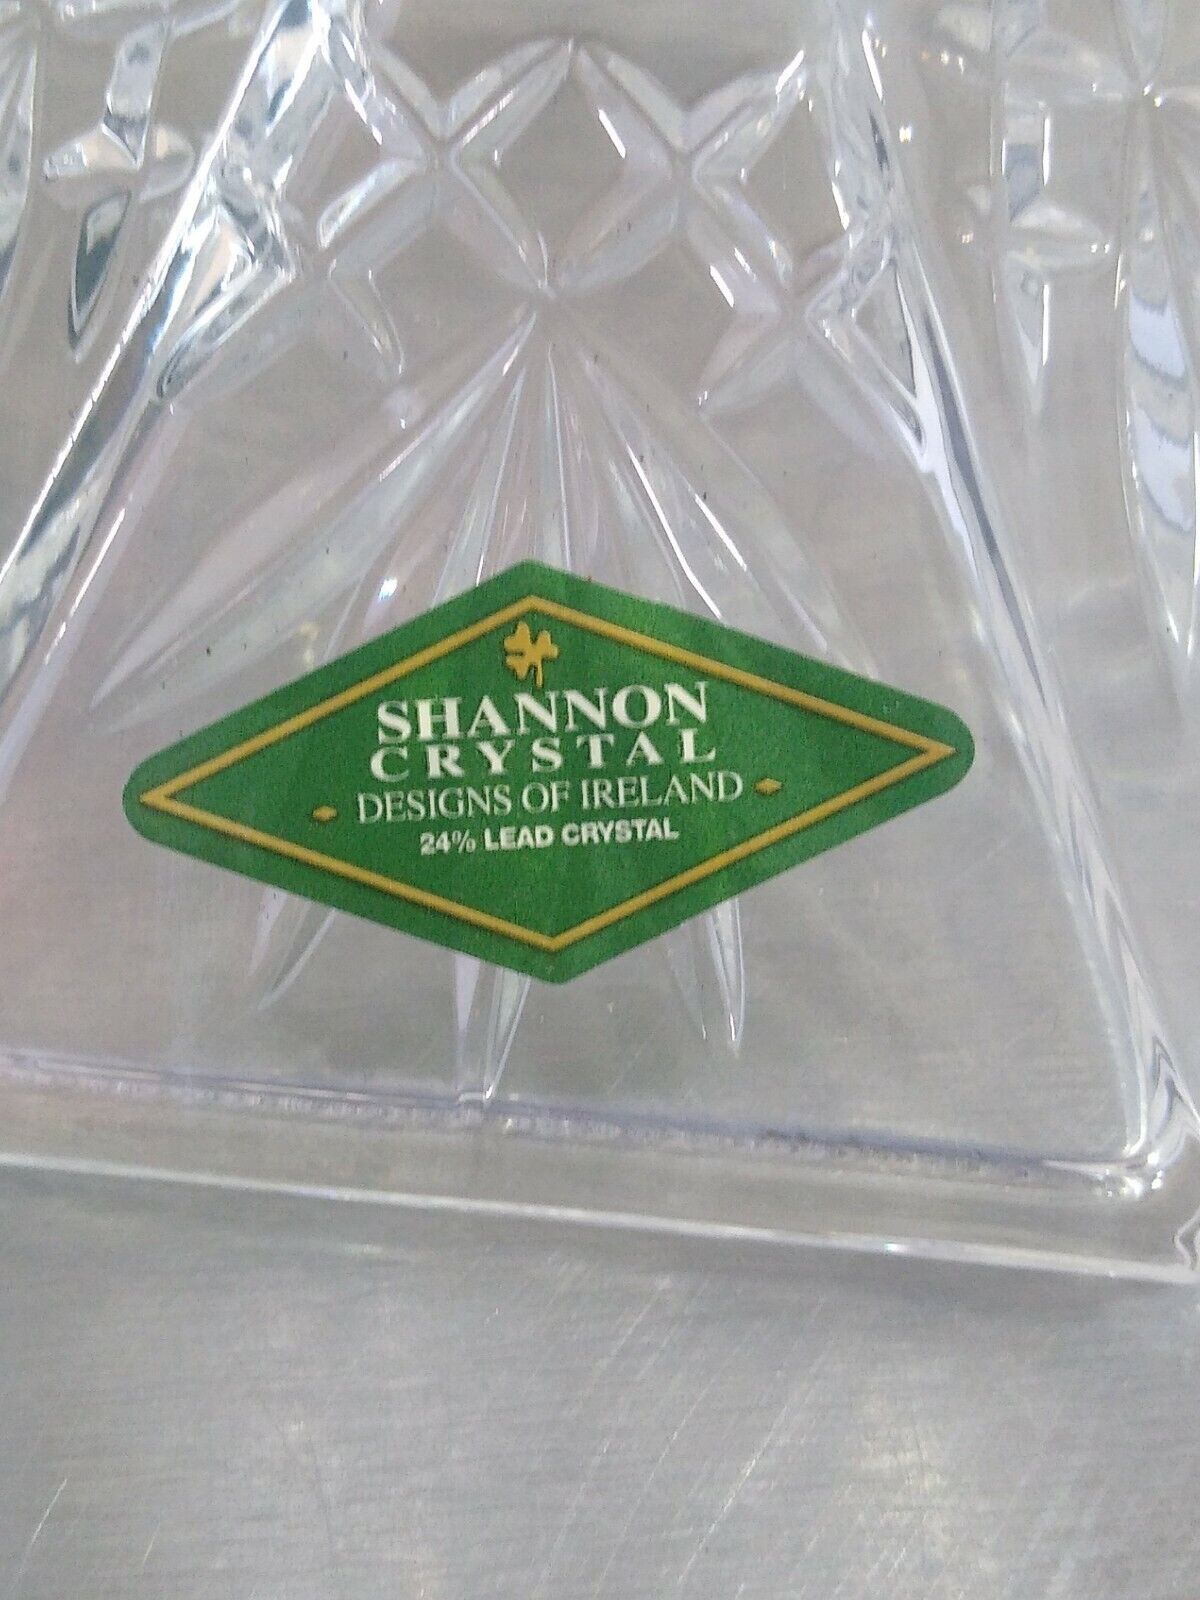 SHANNON
CRYSTAL
DESIGNS OF IRELAND
24% LEAD CRYSTAL